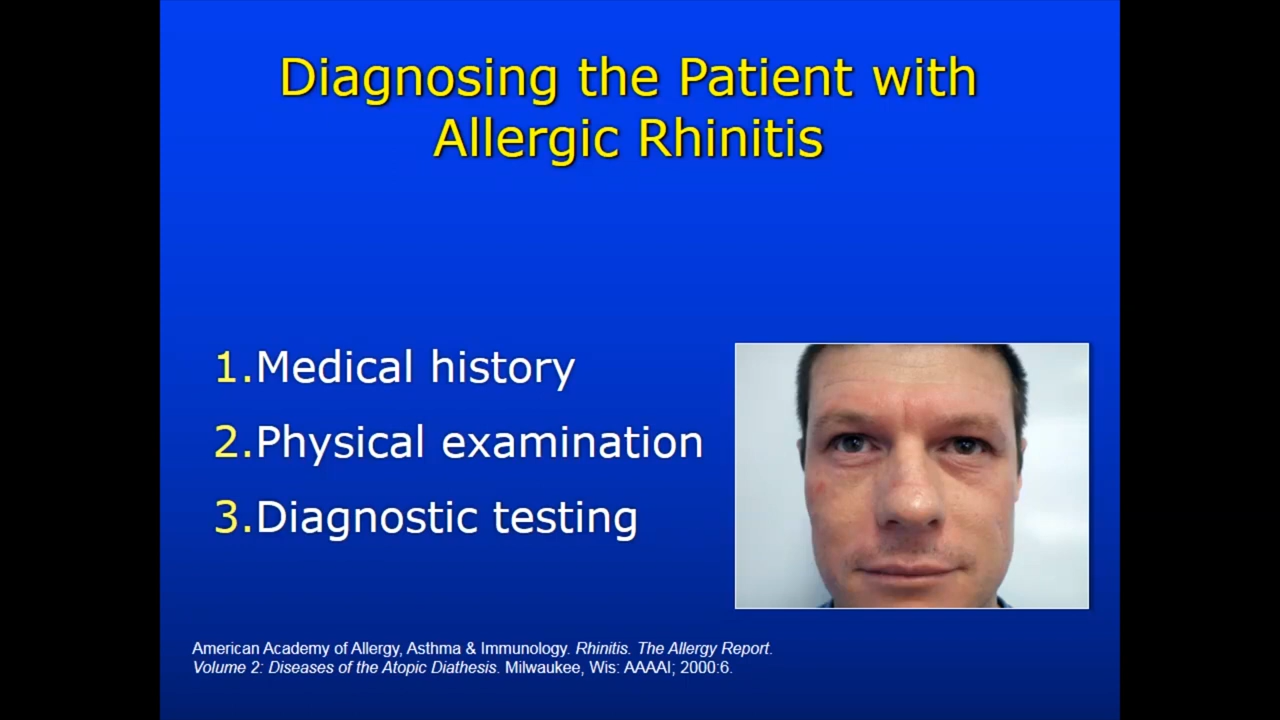 Diagnosing the Patient with
Allergic Rhinitis
1.Medical history
2.Physical examination
3.Diagnostic testing
American Academy of Allergy, Asthma & Immunology. Rhinitis. The Allergy Report.
Volume 2: Diseases of the Atopic Diathesis. Milwaukee, Wis: AAAAI; 2000:6.